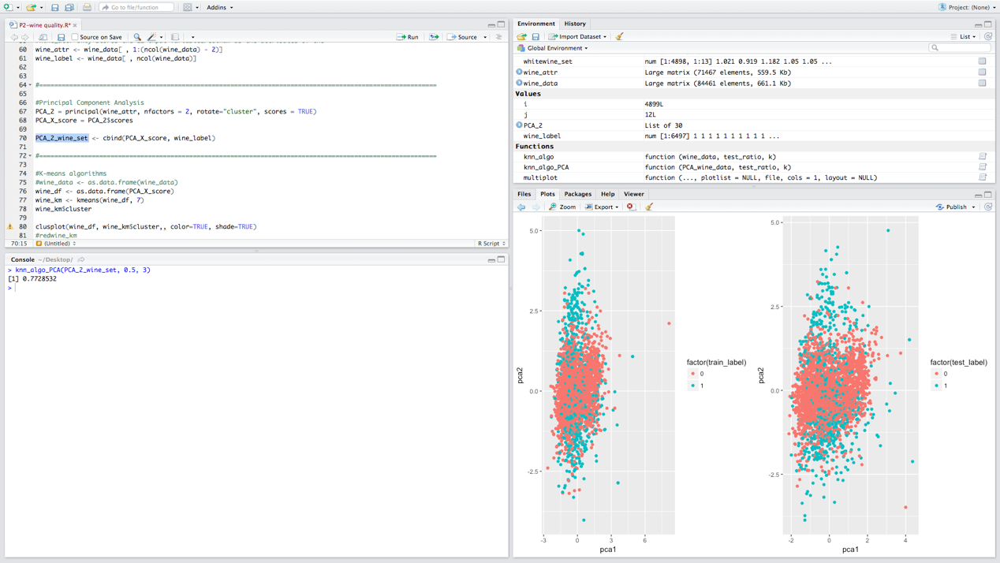 Go to file/function
Addins
Project: (None)
P2-wine quality.R*
Source on Save
Run
Source
60 wine_attr <- wine_data[ , 1:(ncol(wine_data) - 2)]
61 wine_label <- wine_data[ , ncol(wine_data)]
62
63
64 #==========================================================================================================
65
66 #Principal Component Analysis
67 PCA_2 = principal(wine_attr, nfactors = 2, rotate="cluster", scores = TRUE)
68 PCA_X_score = PCA_2$scores
69
70 PCA_2_wine_set <- cbind(PCA_X_score, wine_label)
71
72 #==========================================================================================================
73
74 #K-means algorithms
75 #wine_data <- as.data.frame(wine_data)
76 wine_df <- as.data.frame(PCA_X_score)
77 wine_km <- kmeans(wine_df, 7)
78 wine_km$cluster
79
80 clusplot(wine_df, wine_km$cluster,, color=TRUE, shade=TRUE)
81 #redwine_km
70:15 (Untitled) R Script
Console ~/Desktop/
> knn_algo_PCA(PCA_2_wine_set, 0.5, 3)
[1] 0.7728532
>
Environment History
Import Dataset
List
Global Environment
whitewine_set num [1:4898, 1:13] 1.021 0.919 1.182 1.05 1.05 ...
wine_attr Large matrix (71467 elements, 559.5 Kb)
wine_data Large matrix (84461 elements, 661.1 Kb)
Values
i 4899L
j 12L
PCA_2 List of 30
wine_label num [1:6497] 1 1 1 1 1 1 1 1 1 1 ...
Functions
knn_algo function (wine_data, test_ratio, k)
knn_algo_PCA function (PCA_wine_data, test_ratio, k)
multiplot function (..., plotlist = NULL, file, cols = 1, layout = NULL)
Files Plots Packages Help Viewer
Zoom Export Publish
5.0
2.5
0.0
-2.5
pca2
-3 0 3 6
pca1
factor(train_label)
0
1
5.0
2.5
0.0
-2.5
pca2
-2 0 2 4
pca1
factor(test_label)
0
1